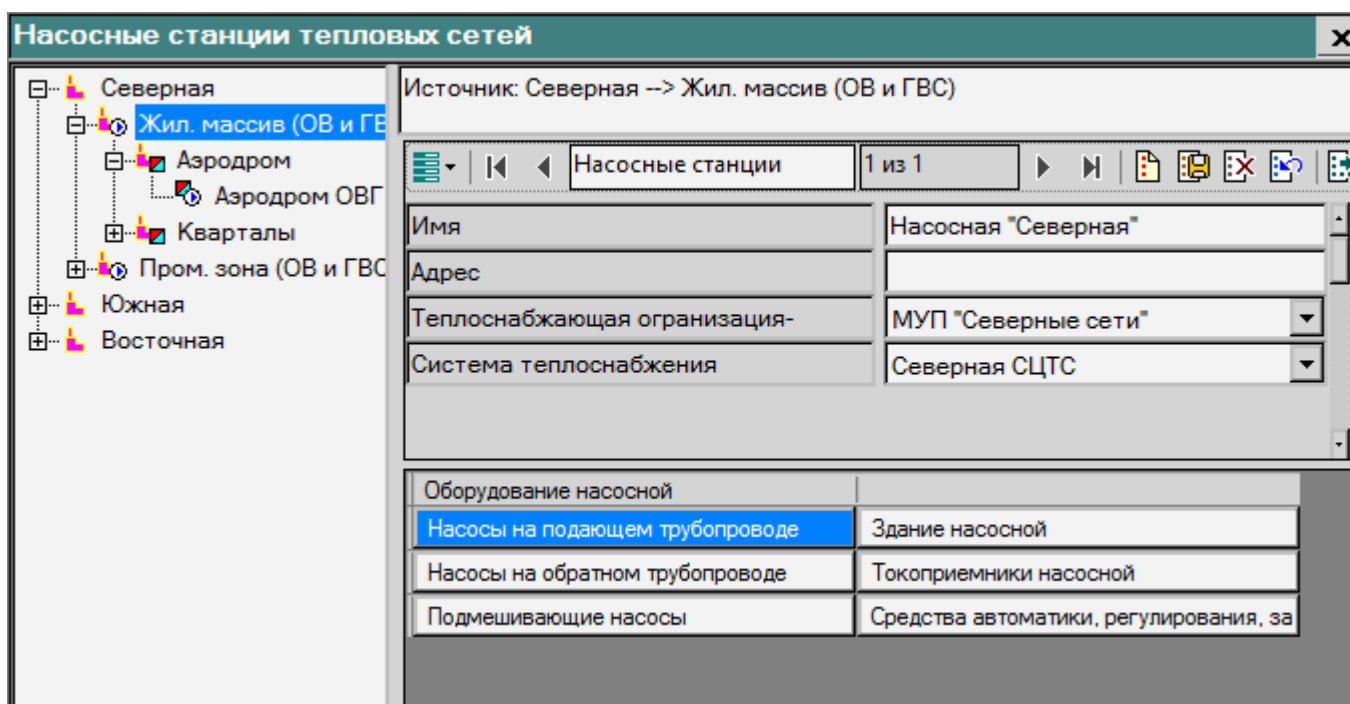 Насосные станции тепловых сетей
Северная
Жил. массив (ОВ и ГЕ
Аэродром
Аэродром ОВГ
Кварталы
Пром. зона (ОВ и ГВС
Южная
Восточная
Источник: Северная --> Жил. массив (ОВ и ГВС)
Насосные станции 1 из 1
Имя Насосная "Северная"
Адрес
Теплоснабжающая огранизация- МУП "Северные сети"
Система теплоснабжения Северная СЦТС
Оборудование насосной
Насосы на подающем трубопроводе Здание насосной
Насосы на обратном трубопроводе Токоприемники насосной
Подмешивающие насосы Средства автоматики, регулирования, за